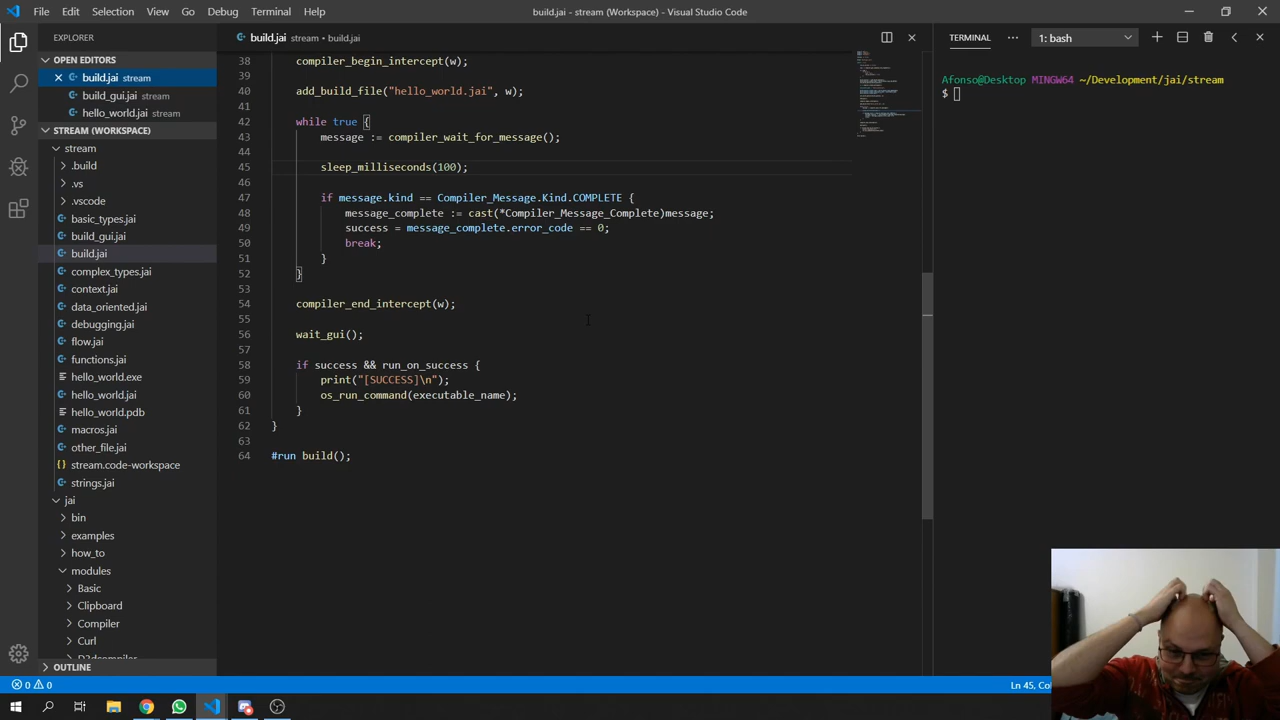 File Edit Selection View Go Debug Terminal Help
build.jai - stream (Workspace) - Visual Studio Code
EXPLORER
OPEN EDITORS
build.jai stream
build_gui.jai stream
hello_world.jai stream
STREAM (WORKSPACE)
stream
.build
.vs
.vscode
basic_types.jai
build_gui.jai
build.jai
complex_types.jai
context.jai
data_oriented.jai
debugging.jai
flow.jai
functions.jai
hello_world.exe
hello_world.jai
hello_world.pdb
macros.jai
other_file.jai
stream.code-workspace
strings.jai
jai
bin
examples
how_to
modules
Basic
Clipboard
Compiler
Curl
D3dcompiler
OUTLINE
build.jai stream • build.jai
38 compiler_begin_intercept(w);
39
40 add_build_file("hello_world.jai", w);
41
42 while true {
43 message := compiler_wait_for_message();
44
45 sleep_milliseconds(100);
46
47 if message.kind == Compiler_Message.Kind.COMPLETE {
48 message_complete := cast(*Compiler_Message_Complete)message;
49 success = message_complete.error_code == 0;
50 break;
51 }
52 }
53
54 compiler_end_intercept(w);
55
56 wait_gui();
57
58 if success && run_on_success {
59 print("[SUCCESS]\n");
60 os_run_command(executable_name);
61 }
62 }
63
64 #run build();
TERMINAL ··· 1: bash
Afonso@Desktop MINGW64 ~/Development/jai/stream
$
0 0
Ln 45,